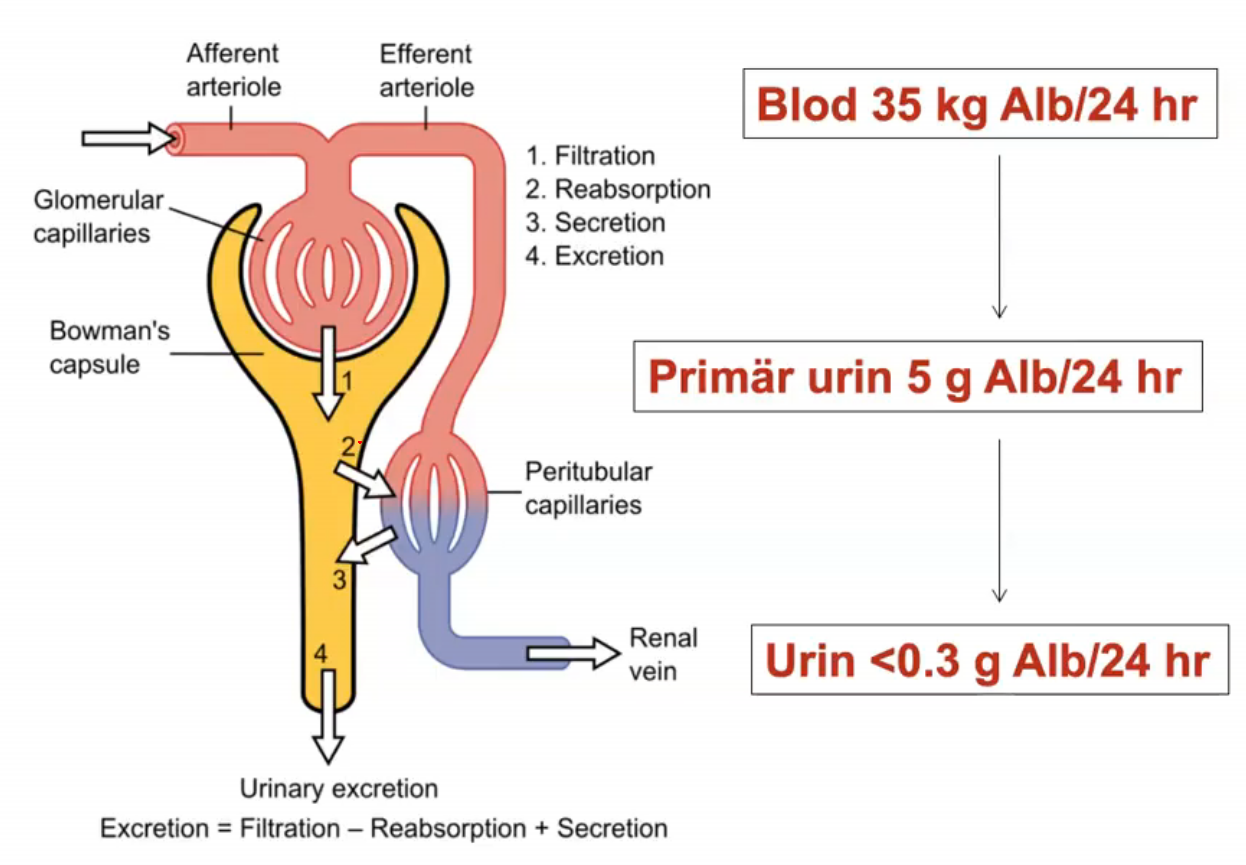 Afferent
arteriole
Efferent
arteriole
Blod 35 kg Alb/24 hr
1. Filtration
2. Reabsorption
3. Secretion
4. Excretion
Glomerular
capillaries
Bowman's
capsule
1
Primär urin 5 g Alb/24 hr
2
Peritubular
capillaries
3
4
Renal
vein
Urin <0.3 g Alb/24 hr
Urinary excretion
Excretion = Filtration – Reabsorption + Secretion